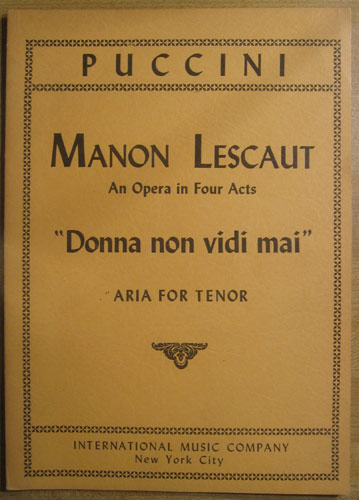 PUCCINI
MANON LESCAUT
An Opera in Four Acts
"Donna non vidi mai"
ARIA FOR TENOR
INTERNATIONAL MUSIC COMPANY
New York City